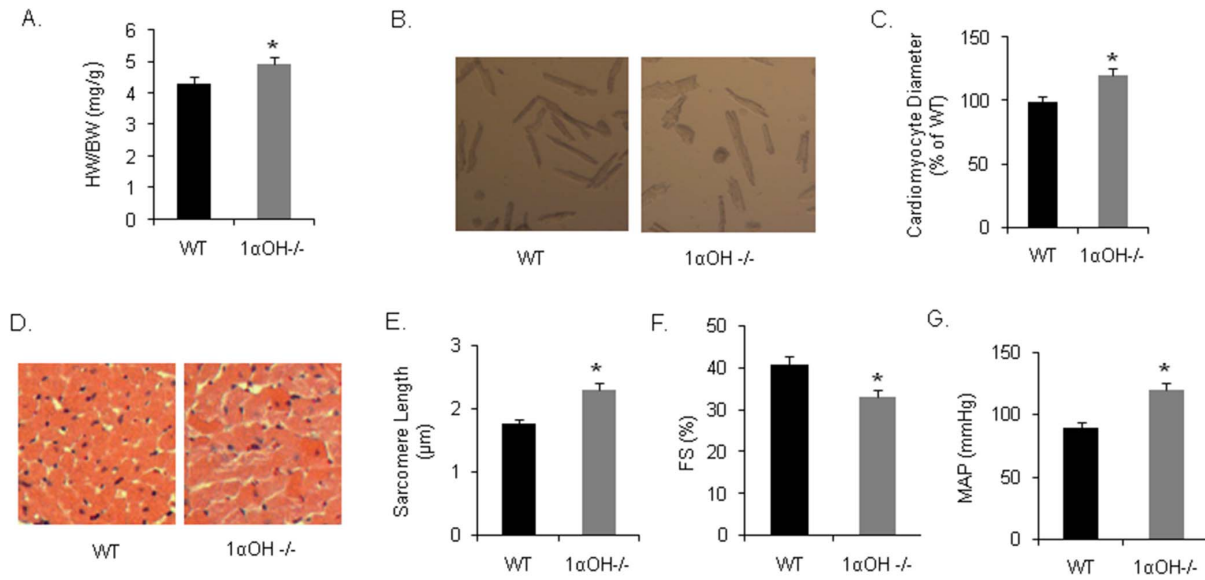 A.
HW/BW (mg/g)
6
5
4
3
2
1
0
*
WT
1αOH-/-
B.
WT
1αOH -/-
C.
Cardiomyocyte Diameter
(% of WT)
150
100
50
0
*
WT
1αOH-/-
D.
WT
1αOH -/-
E.
Sarcomere Length
(µm)
3
2
1
0
*
WT
1αOH-/-
F.
FS (%)
50
40
30
20
10
0
*
WT
1αOH -/-
G.
MAP (mmHg)
150
100
50
0
*
WT
1αOH-/-